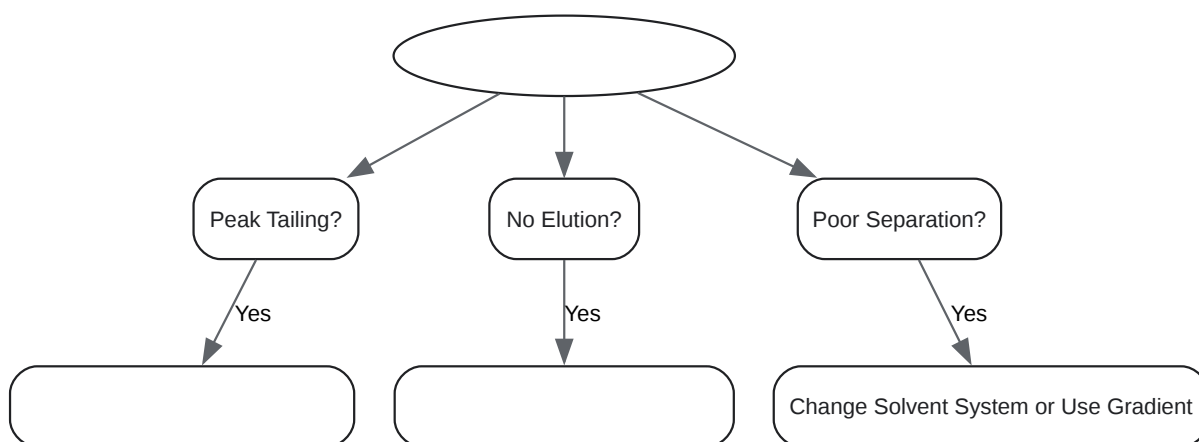 Peak Tailing?
No Elution?
Poor Separation?
Yes
Yes
Yes
Change Solvent System or Use Gradient